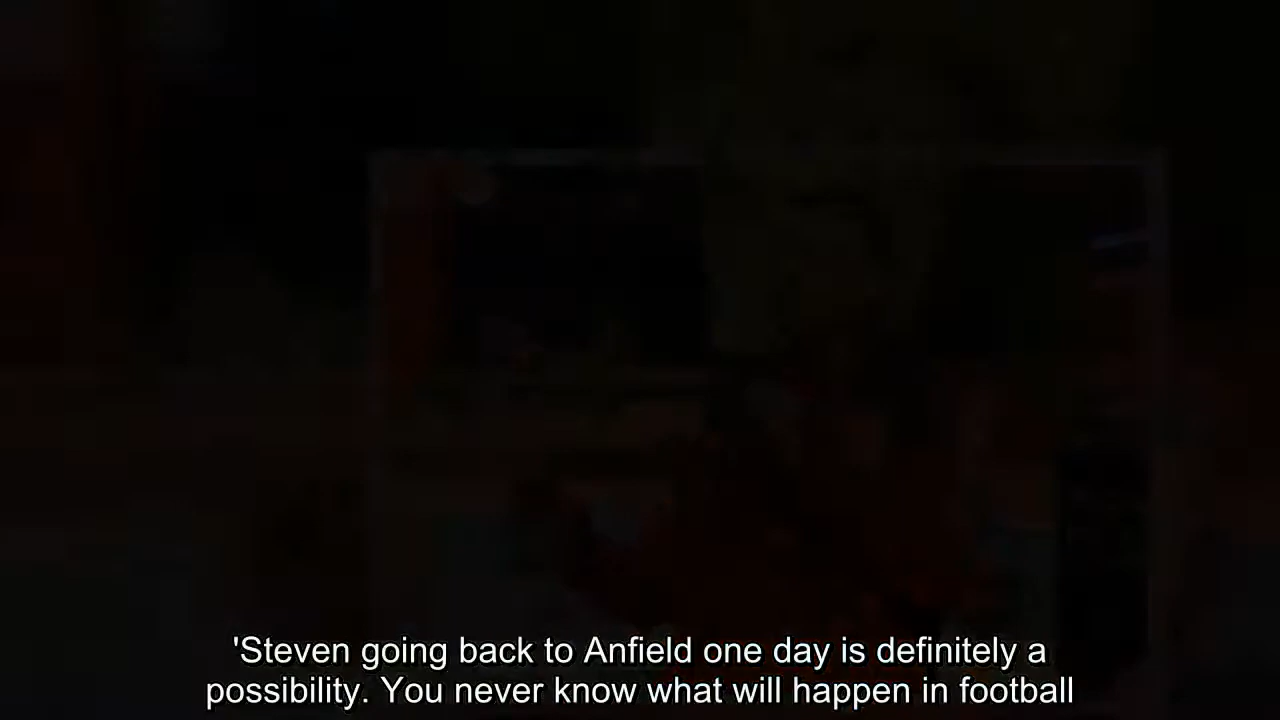 'Steven going back to Anfield one day is definitely a
possibility. You never know what will happen in football